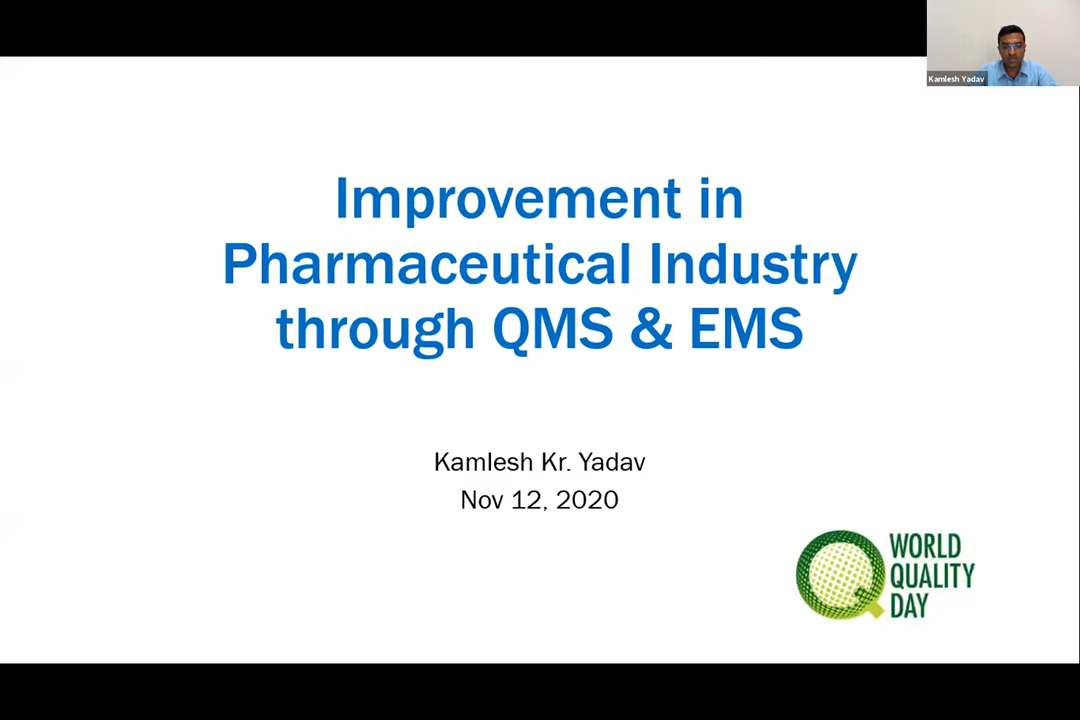 Kamlesh Yadav
Improvement in
Pharmaceutical Industry
through QMS & EMS
Kamlesh Kr. Yadav
Nov 12, 2020
WORLD
QUALITY
DAY